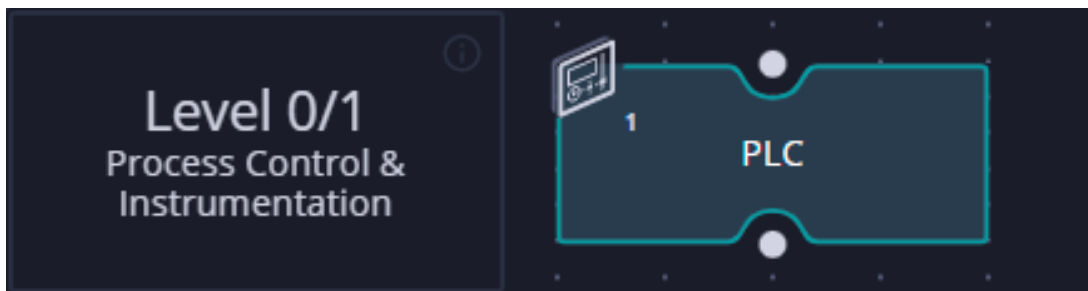 Level 0/1
Process Control &
Instrumentation
1
PLC